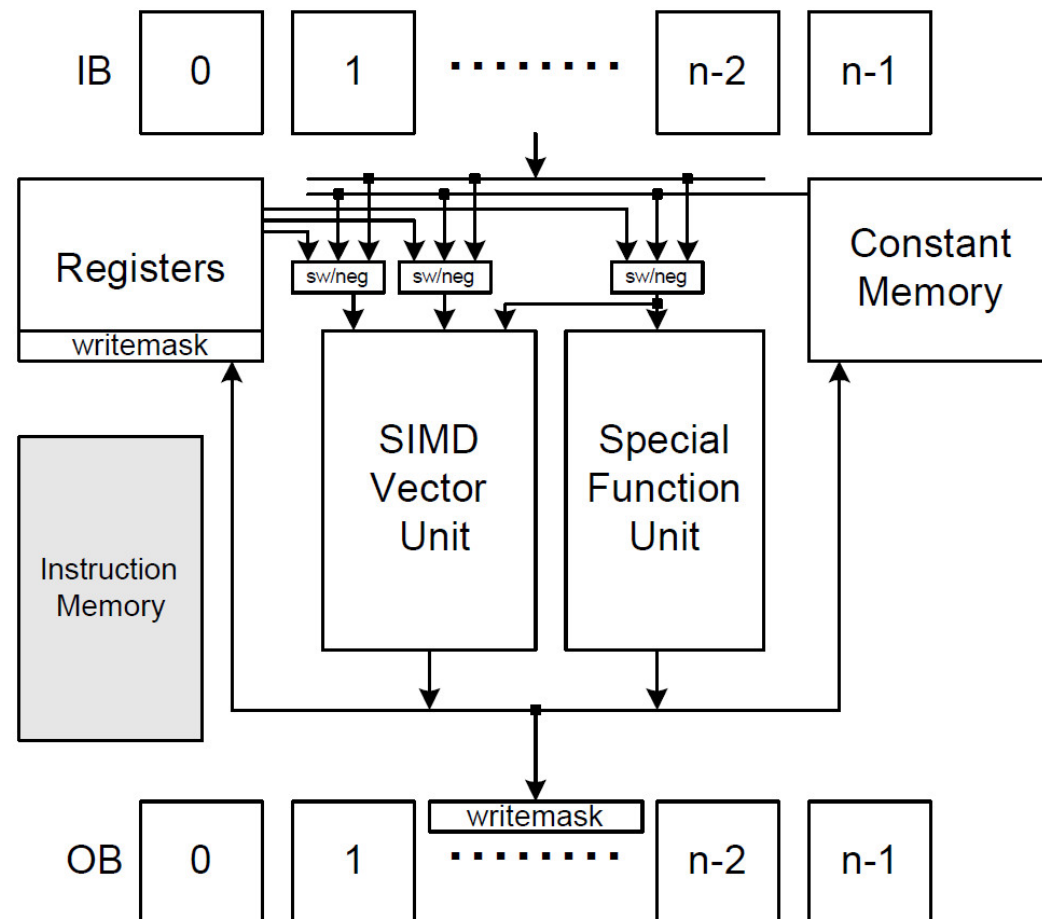 IB 0 1 ........ n-2 n-1
Registers
Constant
Memory
sw/neg sw/neg sw/neg
writemask
SIMD
Vector
Unit
Special
Function
Unit
Instruction
Memory
writemask
OB 0 1 ........ n-2 n-1